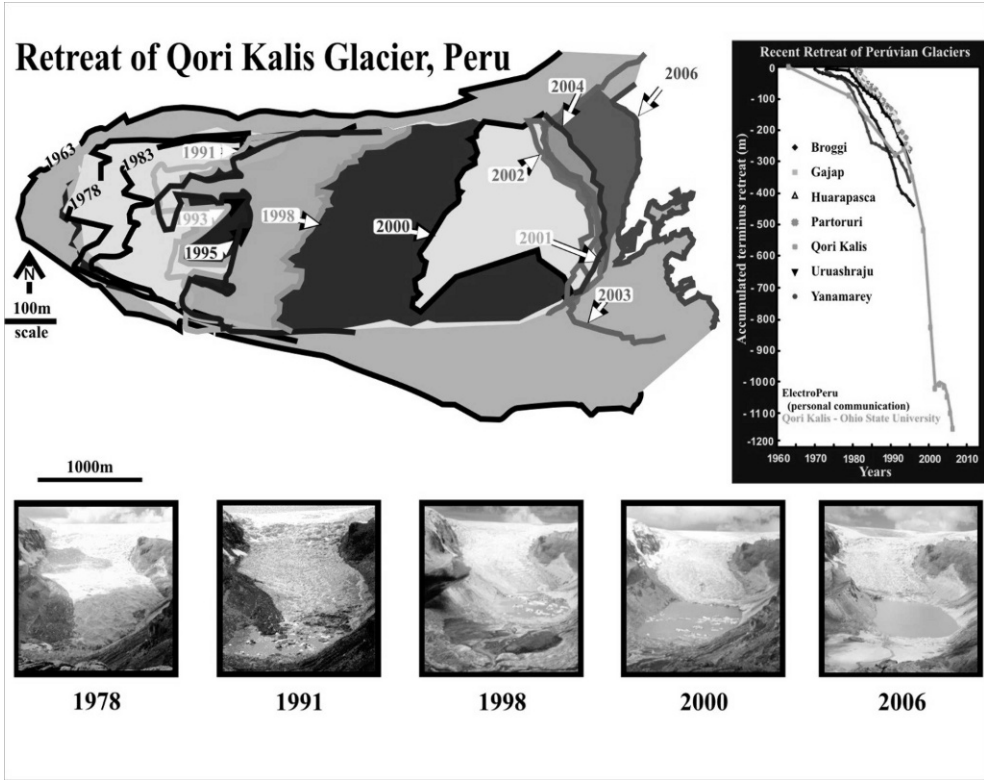 Retreat of Qori Kalis Glacier, Peru
1963
1978
1983
1991
1993
1995
1998
2000
2002
2004
2006
2001
2003
N
100m
scale
1000m
Recent Retreat of Perúvian Glaciers
Accumulated terminus retreat (m)
0
- 100
- 200
- 300
- 400
- 500
- 600
- 700
- 800
- 900
- 1000
- 1100
-1200
Broggi
Gajap
Huarapasca
Partoruri
Qori Kalis
Uruashraju
Yanamarey
ElectroPeru
(personal communication)
Qori Kalis - Ohio State University
1960 1970 1980 1990 2000 2010
Years
1978 1991 1998 2000 2006